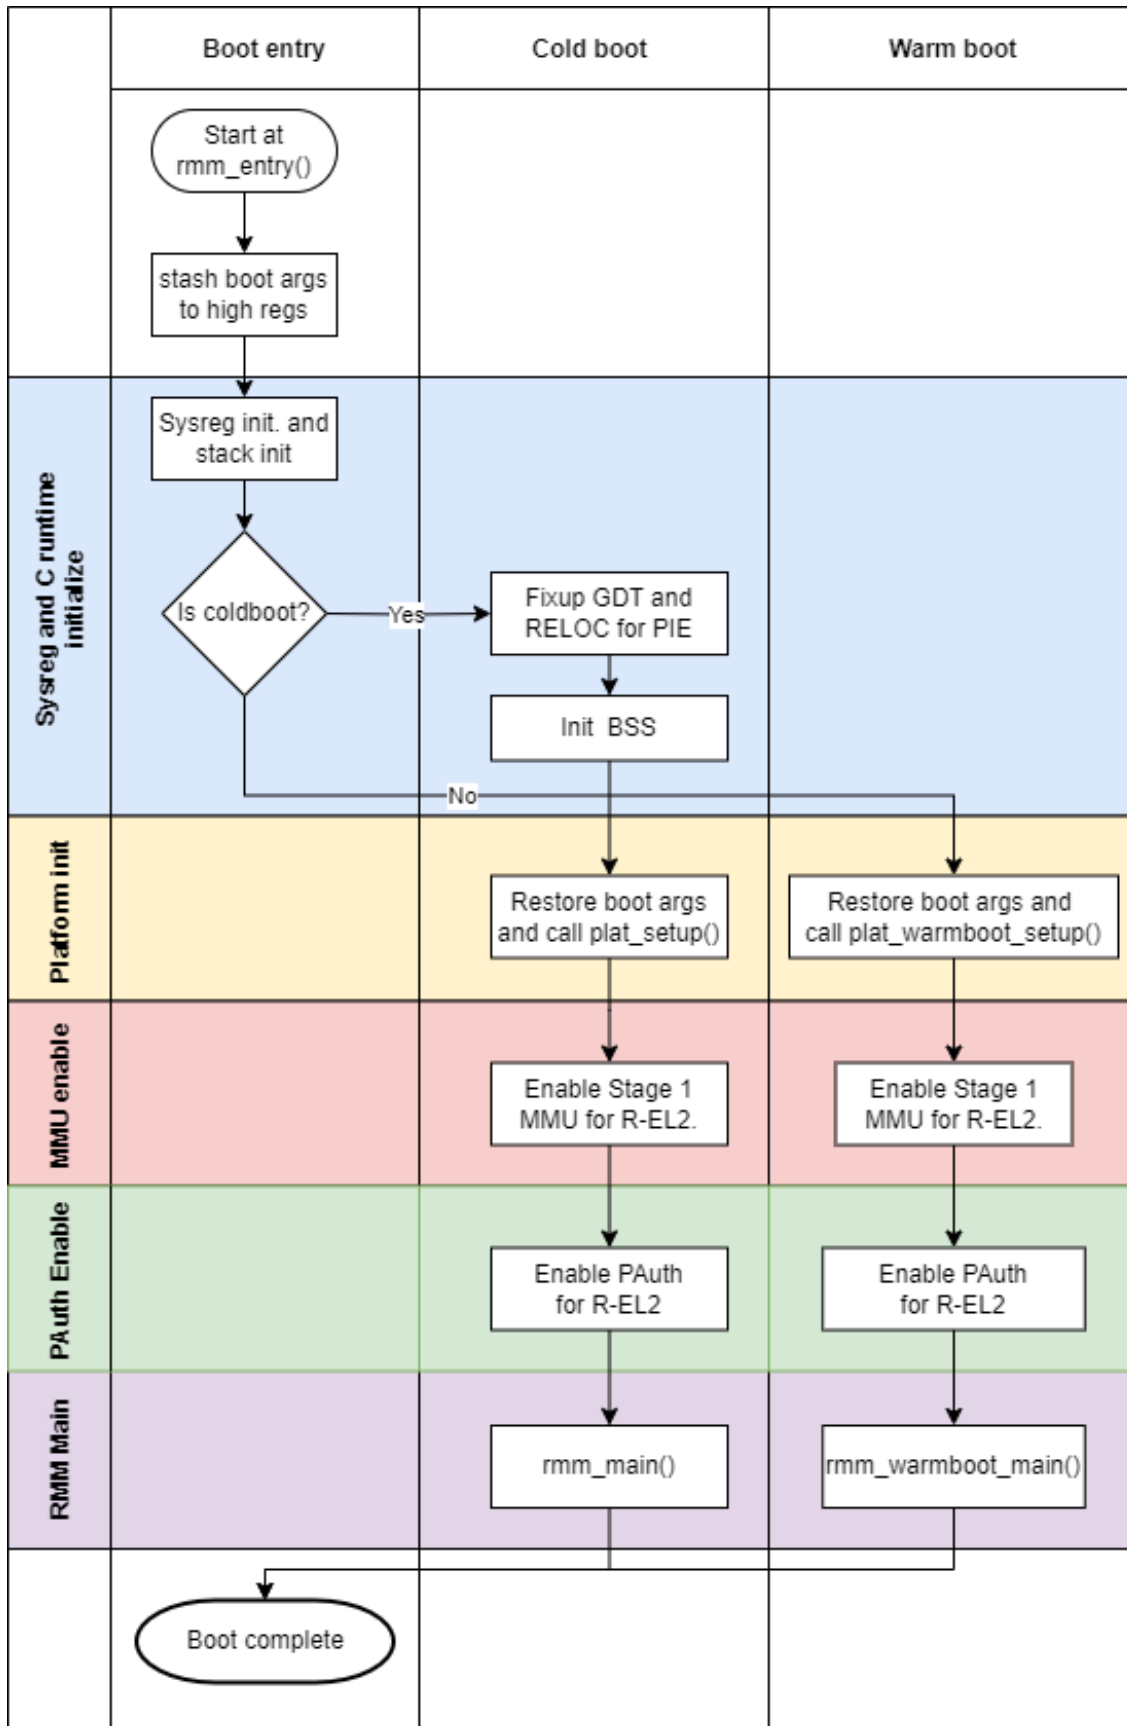 Boot entry
Cold boot
Warm boot
Start at
rmm_entry()
stash boot args
to high regs
Sysreg and C runtime
initialize
Sysreg init. and
stack init
Is coldboot?
Yes
Fixup GDT and
RELOC for PIE
Init BSS
No
Platform init
Restore boot args
and call plat_setup()
Restore boot args and
call plat_warmboot_setup()
MMU enable
Enable Stage 1
MMU for R-EL2.
Enable Stage 1
MMU for R-EL2.
PAuth Enable
Enable PAuth
for R-EL2
Enable PAuth
for R-EL2
RMM Main
rmm_main()
rmm_warmboot_main()
Boot complete